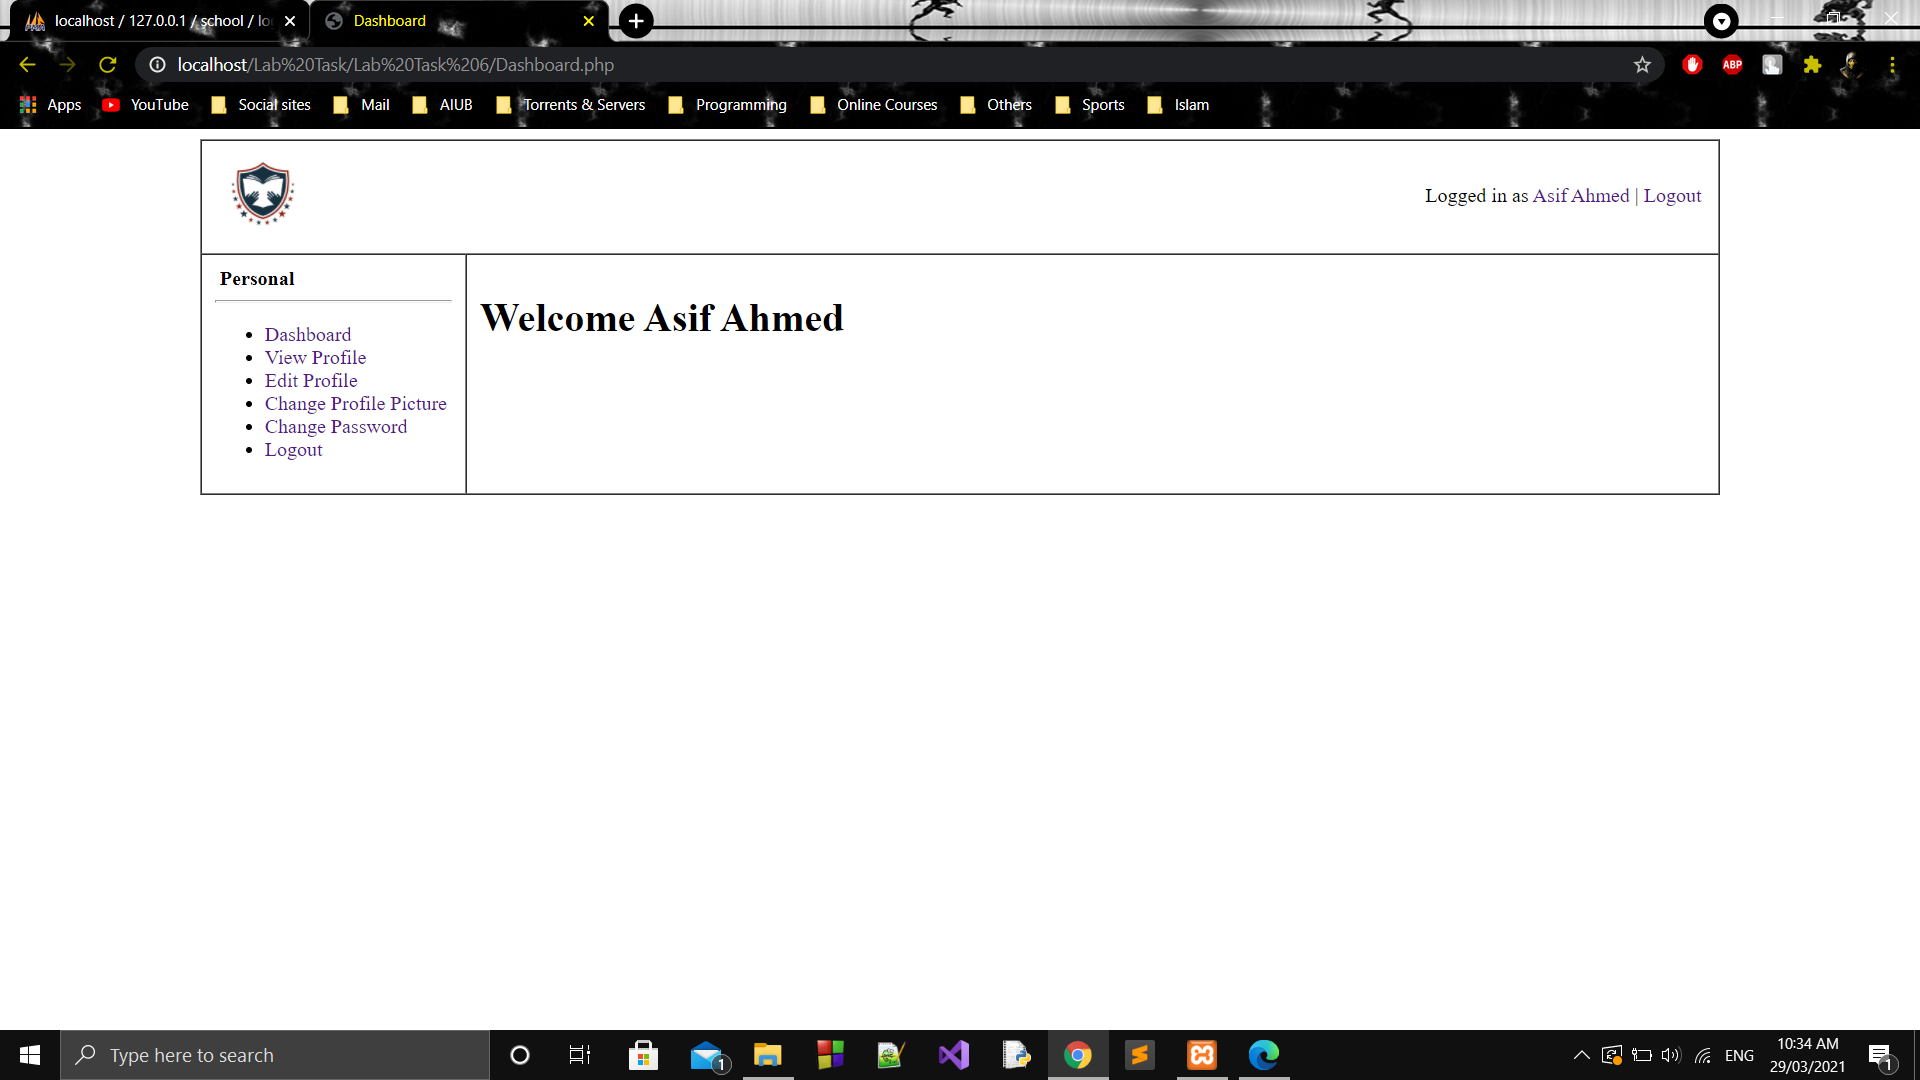 localhost / 127.0.0.1 / school / lo
Dashboard
localhost/Lab%20Task/Lab%20Task%206/Dashboard.php
ABP
Apps YouTube Social sites Mail AIUB Torrents & Servers Programming Online Courses Others Sports Islam
Logged in as Asif Ahmed | Logout
Personal
Dashboard
View Profile
Edit Profile
Change Profile Picture
Change Password
Logout
Welcome Asif Ahmed
Type here to search
1
ENG
10:34 AM
29/03/2021
1